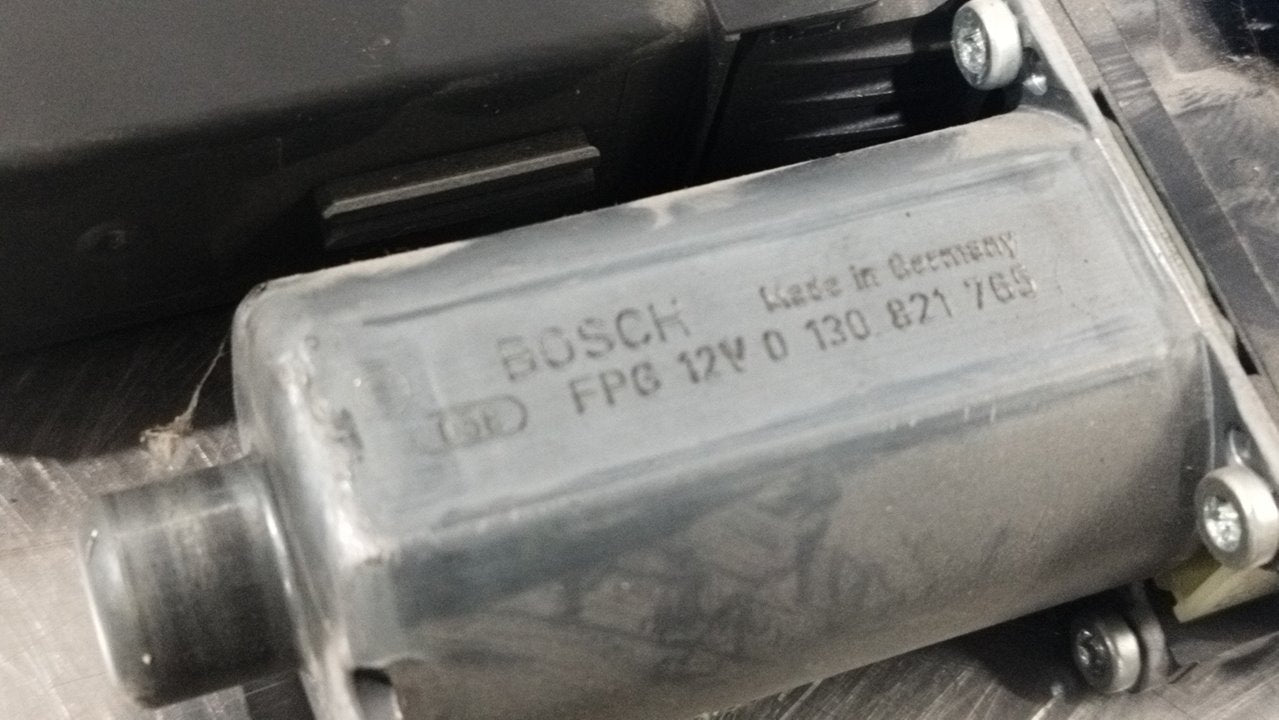 BOSCH Made in Germany
FPG 12V 0 130 821 765